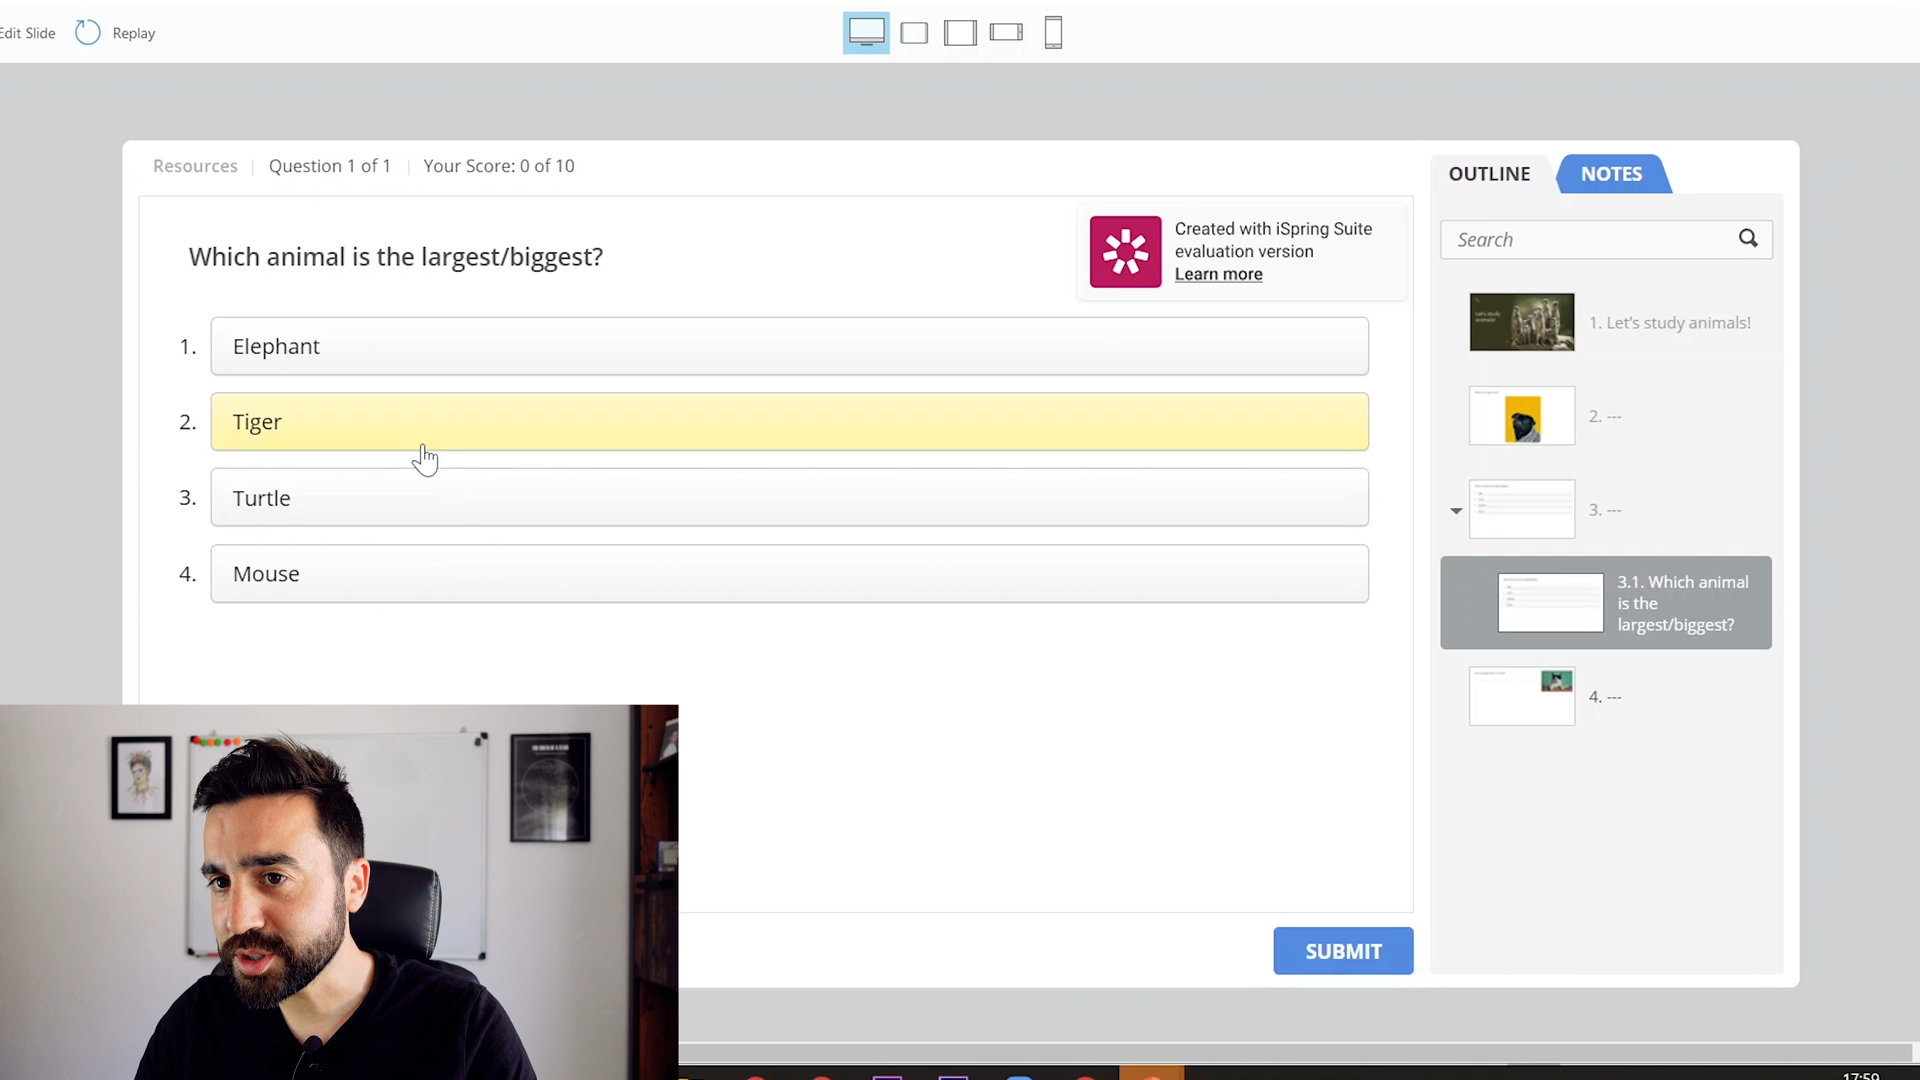 Edit Slide
Replay
Resources
Question 1 of 1
Your Score: 0 of 10
OUTLINE
NOTES
Which animal is the largest/biggest?
Created with iSpring Suite
evaluation version
Learn more
Search
1. Elephant
2. Tiger
3. Turtle
4. Mouse
1. Let's study animals!
2. ---
3. ---
3.1. Which animal
is the
largest/biggest?
4. ---
SUBMIT
17:59